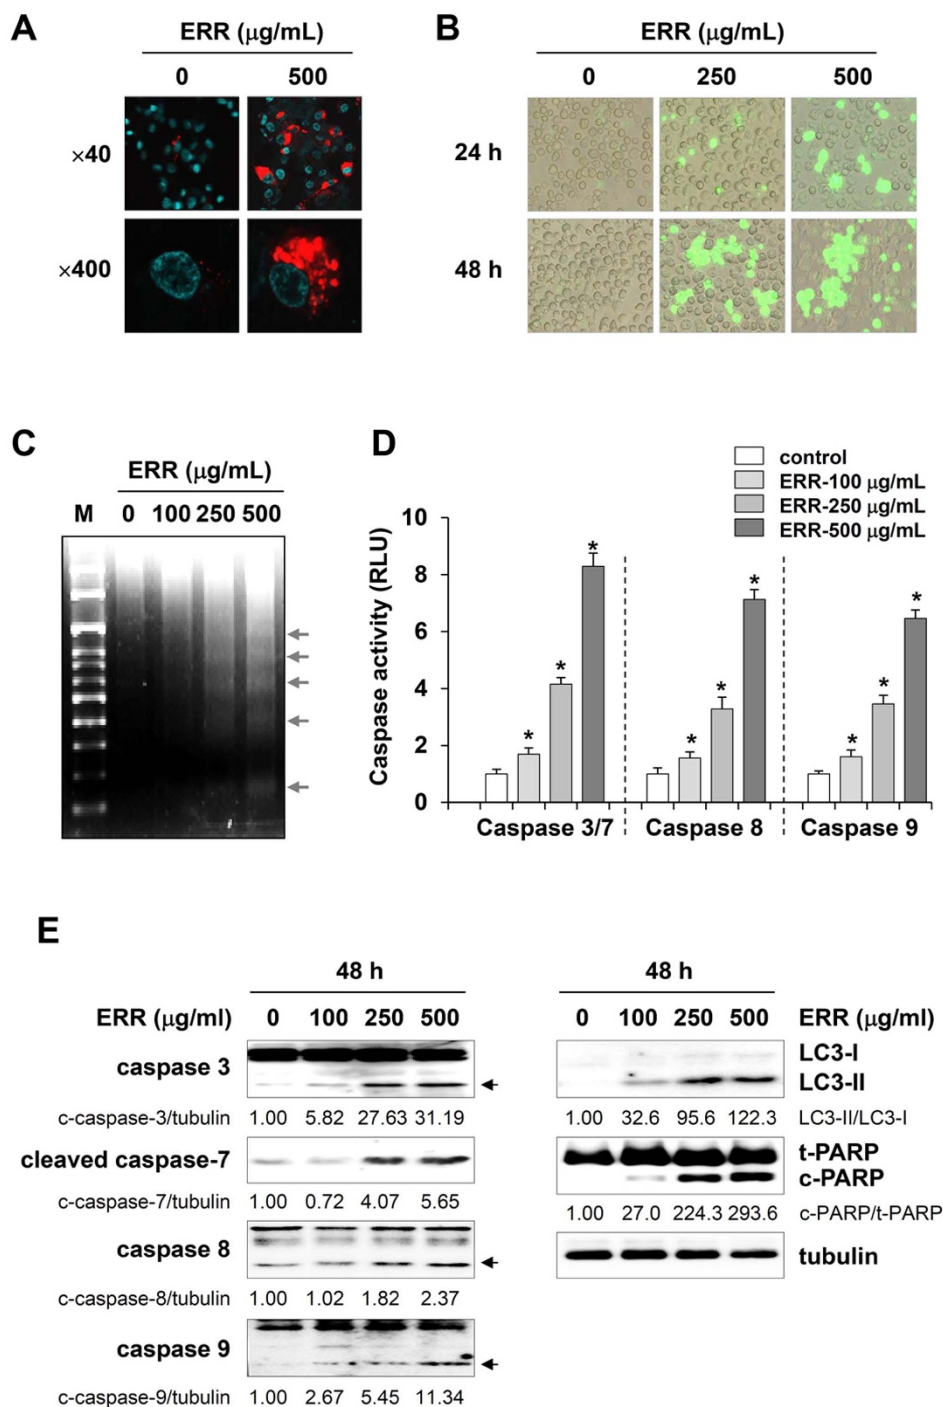 A
ERR (μg/mL)
0 500
×40
×400
B
ERR (μg/mL)
0 250 500
24 h
48 h
C
ERR (μg/mL)
M 0 100 250 500
D
control
ERR-100 μg/mL
ERR-250 μg/mL
ERR-500 μg/mL
Caspase activity (RLU)
10
8
6
4
2
0
* * * * * * * * *
Caspase 3/7 Caspase 8 Caspase 9
E
48 h
ERR (μg/ml) 0 100 250 500
caspase 3
c-caspase-3/tubulin 1.00 5.82 27.63 31.19
cleaved caspase-7
c-caspase-7/tubulin 1.00 0.72 4.07 5.65
caspase 8
c-caspase-8/tubulin 1.00 1.02 1.82 2.37
caspase 9
c-caspase-9/tubulin 1.00 2.67 5.45 11.34
48 h
0 100 250 500 ERR (μg/ml)
LC3-I
LC3-II
1.00 32.6 95.6 122.3 LC3-II/LC3-I
t-PARP
c-PARP
1.00 27.0 224.3 293.6 c-PARP/t-PARP
tubulin